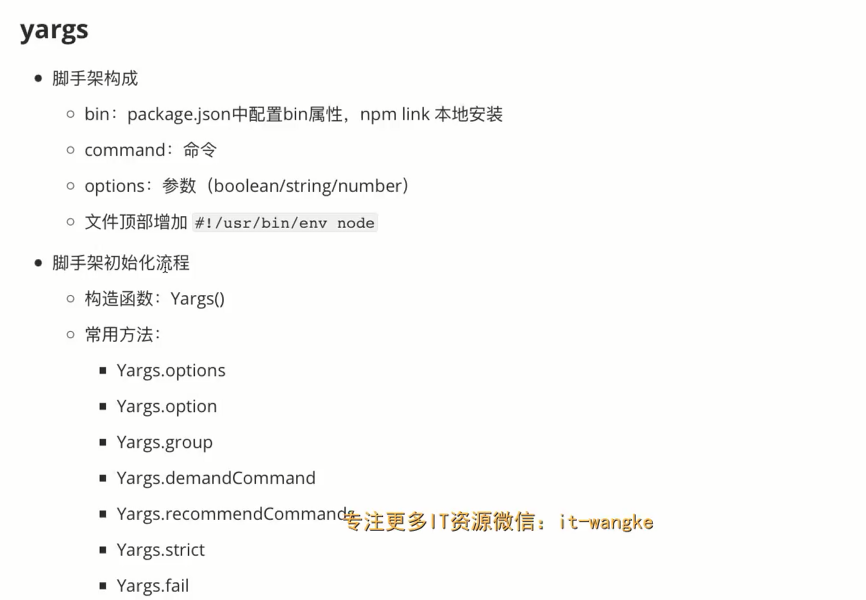 yargs
脚手架构成
bin：package.json中配置bin属性，npm link 本地安装
command：命令
options：参数（boolean/string/number）
文件顶部增加 #!/usr/bin/env node
脚手架初始化流程
构造函数：Yargs()
常用方法：
Yargs.options
Yargs.option
Yargs.group
Yargs.demandCommand
Yargs.recommendCommands
专注更多IT资源微信：it-wangke
Yargs.strict
Yargs.fail